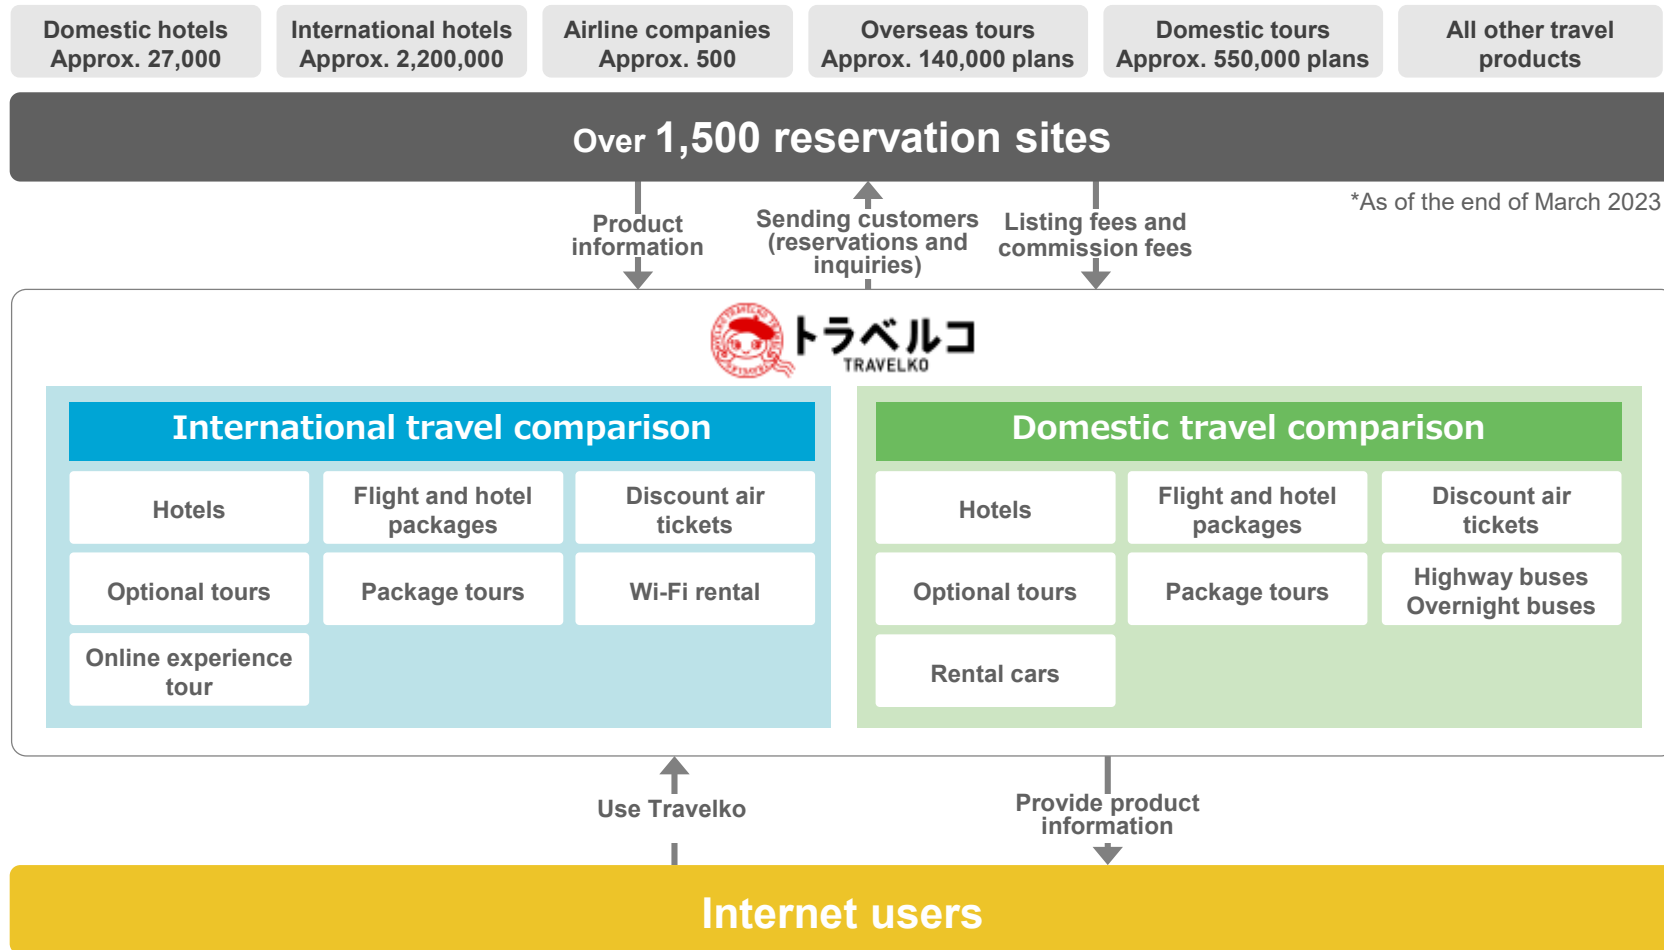 Domestic hotels
Approx. 27,000
International hotels
Approx. 2,200,000
Airline companies
Approx. 500
Overseas tours
Approx. 140,000 plans
Domestic tours
Approx. 550,000 plans
All other travel
products
Over 1,500 reservation sites
*As of the end of March 2023
Product
information
Sending customers
(reservations and
inquiries)
Listing fees and
commission fees
トラベルコ
TRAVELKO
International travel comparison
Hotels
Flight and hotel
packages
Discount air
tickets
Optional tours
Package tours
Wi-Fi rental
Online experience
tour
Domestic travel comparison
Hotels
Flight and hotel
packages
Discount air
tickets
Optional tours
Package tours
Highway buses
Overnight buses
Rental cars
Use Travelko
Provide product
information
Internet users